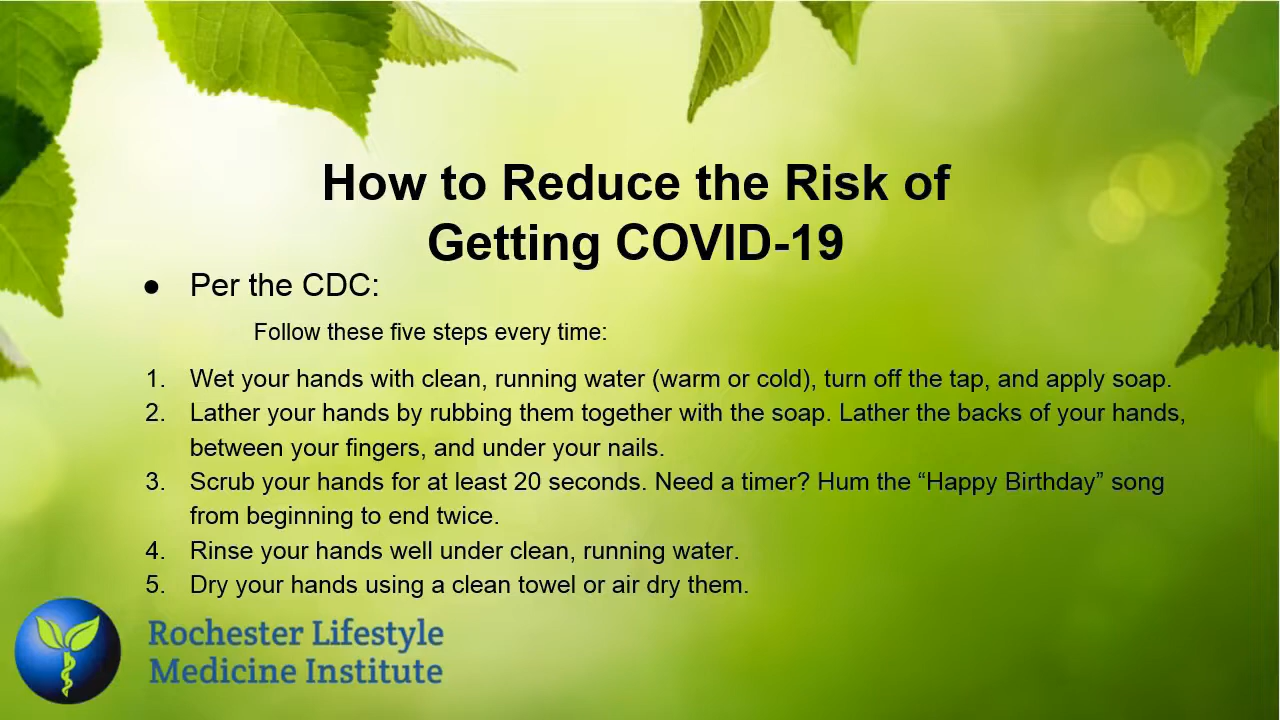 How to Reduce the Risk of
Getting COVID-19
● Per the CDC:
Follow these five steps every time:
1. Wet your hands with clean, running water (warm or cold), turn off the tap, and apply soap.
2. Lather your hands by rubbing them together with the soap. Lather the backs of your hands,
between your fingers, and under your nails.
3. Scrub your hands for at least 20 seconds. Need a timer? Hum the “Happy Birthday” song
from beginning to end twice.
4. Rinse your hands well under clean, running water.
5. Dry your hands using a clean towel or air dry them.
Rochester Lifestyle
Medicine Institute